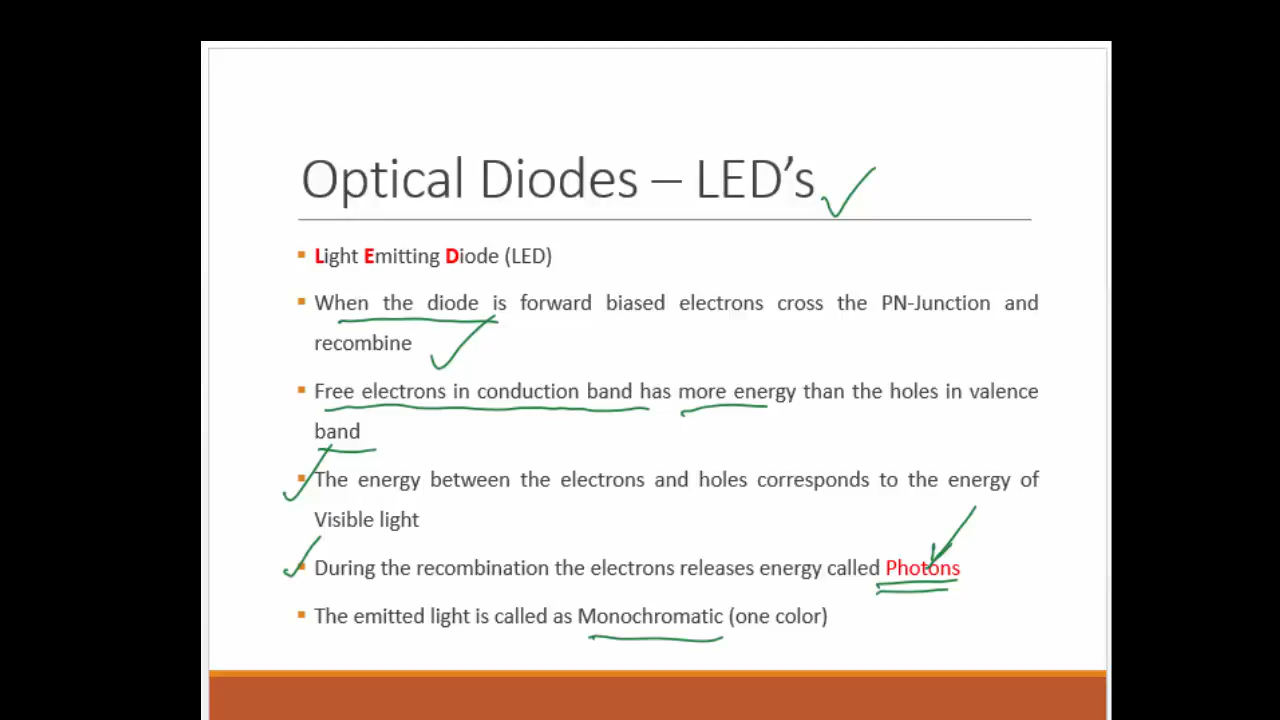 Optical Diodes – LED's
Light Emitting Diode (LED)
When the diode is forward biased electrons cross the PN-Junction and
recombine
Free electrons in conduction band has more energy than the holes in valence
band
The energy between the electrons and holes corresponds to the energy of
Visible light
During the recombination the electrons releases energy called Photons
The emitted light is called as Monochromatic (one color)